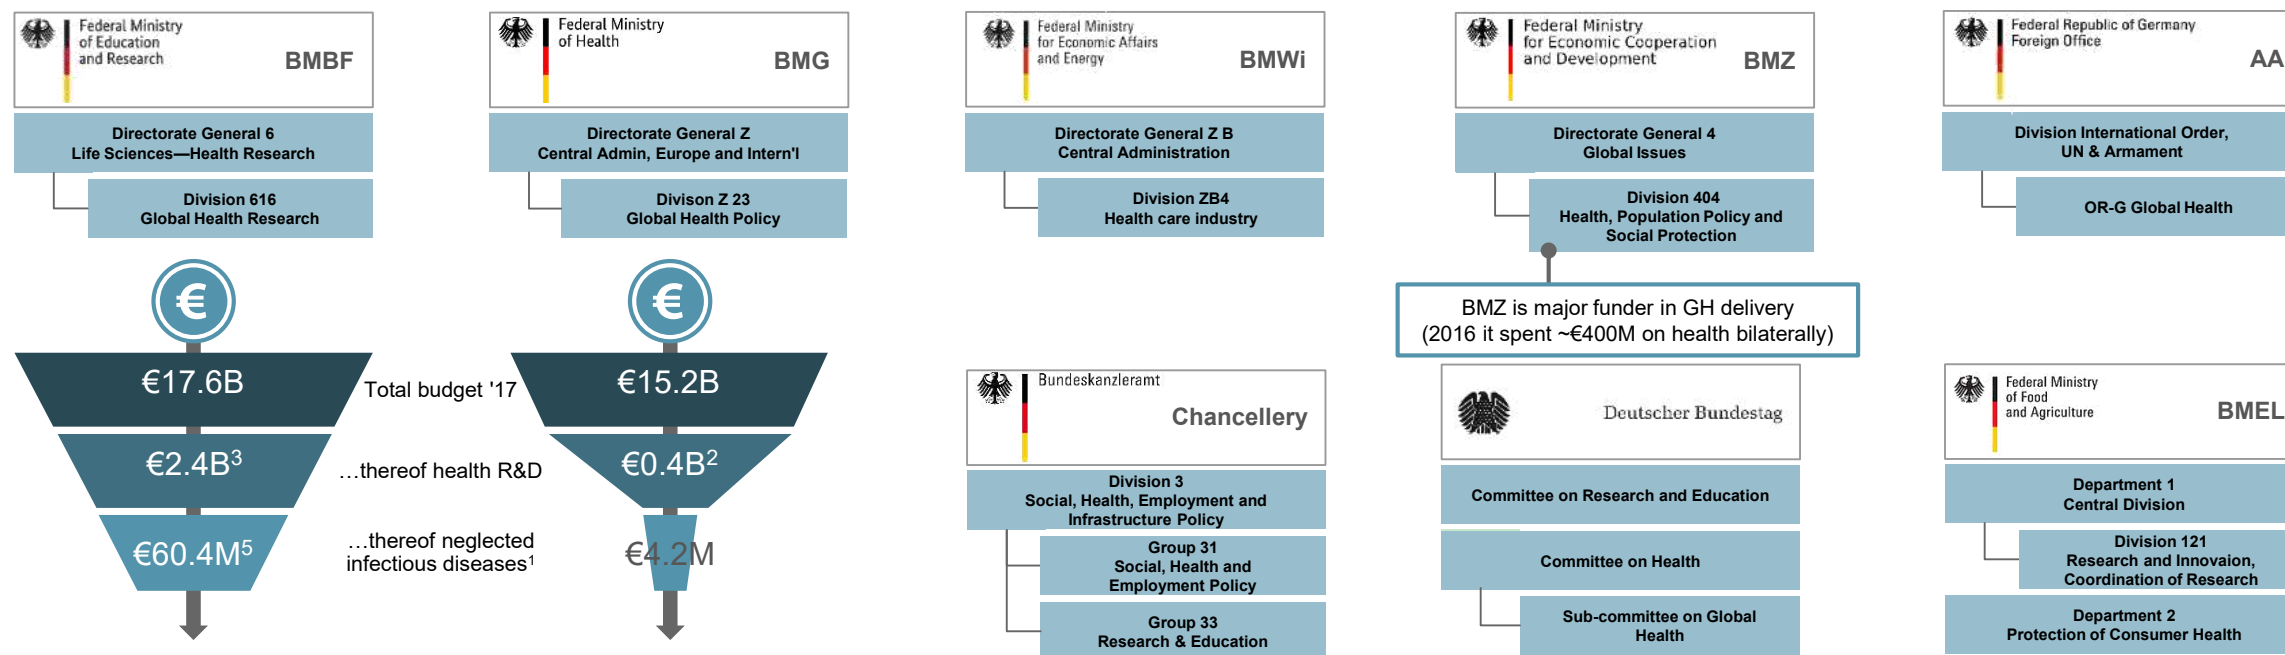 Federal Ministry
of Education
and Research
BMBF
Directorate General 6
Life Sciences—Health Research
Division 616
Global Health Research
Federal Ministry
of Health
BMG
Directorate General Z
Central Admin, Europe and Intern'l
Divison Z 23
Global Health Policy
Federal Ministry
for Economic Affairs
and Energy
BMWi
Directorate General Z B
Central Administration
Division ZB4
Health care industry
Federal Ministry
for Economic Cooperation
and Development
BMZ
Directorate General 4
Global Issues
Division 404
Health, Population Policy and
Social Protection
BMZ is major funder in GH delivery
(2016 it spent ~€400M on health bilaterally)
Federal Republic of Germany
Foreign Office
AA
Division International Order,
UN & Armament
OR-G Global Health
€
€
€17.6B
Total budget '17
€15.2B
€2.4B³
…thereof health R&D
€0.4B²
€60.4M⁵
…thereof neglected
infectious diseases¹
€4.2M
Bundeskanzleramt
Chancellery
Division 3
Social, Health, Employment and
Infrastructure Policy
Group 31
Social, Health and
Employment Policy
Group 33
Research & Education
Deutscher Bundestag
Committee on Research and Education
Committee on Health
Sub-committee on Global
Health
Federal Ministry
of Food
and Agriculture
BMEL
Department 1
Central Division
Division 121
Research and Innovaion,
Coordination of Research
Department 2
Protection of Consumer Health